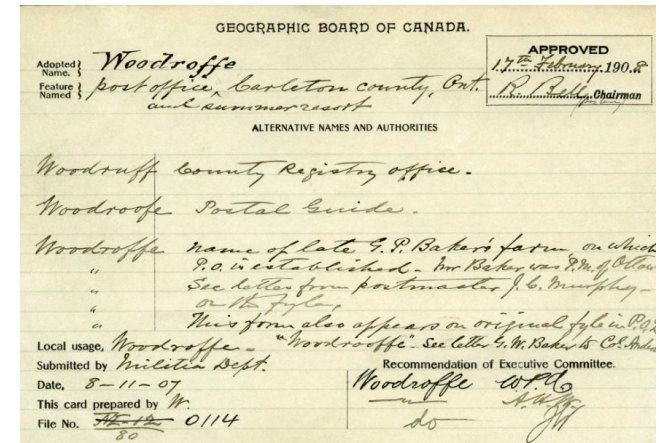 GEOGRAPHIC BOARD OF CANADA.
Adopted Name. } Woodroffe
Feature Named } post office, Carleton county, Ont.
and summer resort
APPROVED
17th February 1908
R. Bell Chairman
ALTERNATIVE NAMES AND AUTHORITIES
Woodruff County Registry office.
Woodroofe Postal Guide.
Woodroffe name of late G. P. Baker's farm on which
" P.O. is established - Mr Baker was P.M. of Ottaw
" See letter from postmaster J. C. Murphy -
" on the fyle,
" This form also appears on original fyle in P.O.
Local usage, Woodroffe - "Woodrooffe" - See letter G. W. Baker to Col. Anders
Submitted by Militia Dept.
Date, 8-11-07
This card prepared by W.
File No. 0114
80
Recommendation of Executive Committee.
Woodroffe
do